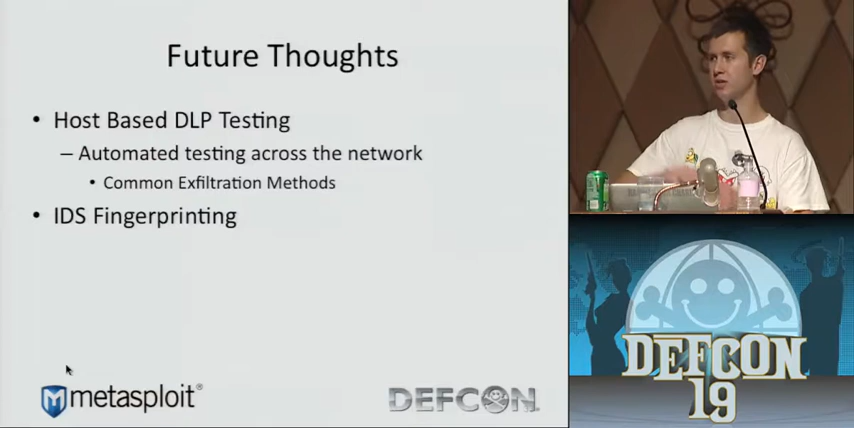 Future Thoughts
• Host Based DLP Testing
– Automated testing across the network
• Common Exfiltration Methods
• IDS Fingerprinting
metasploit®
DEFCON
DEFCON
19